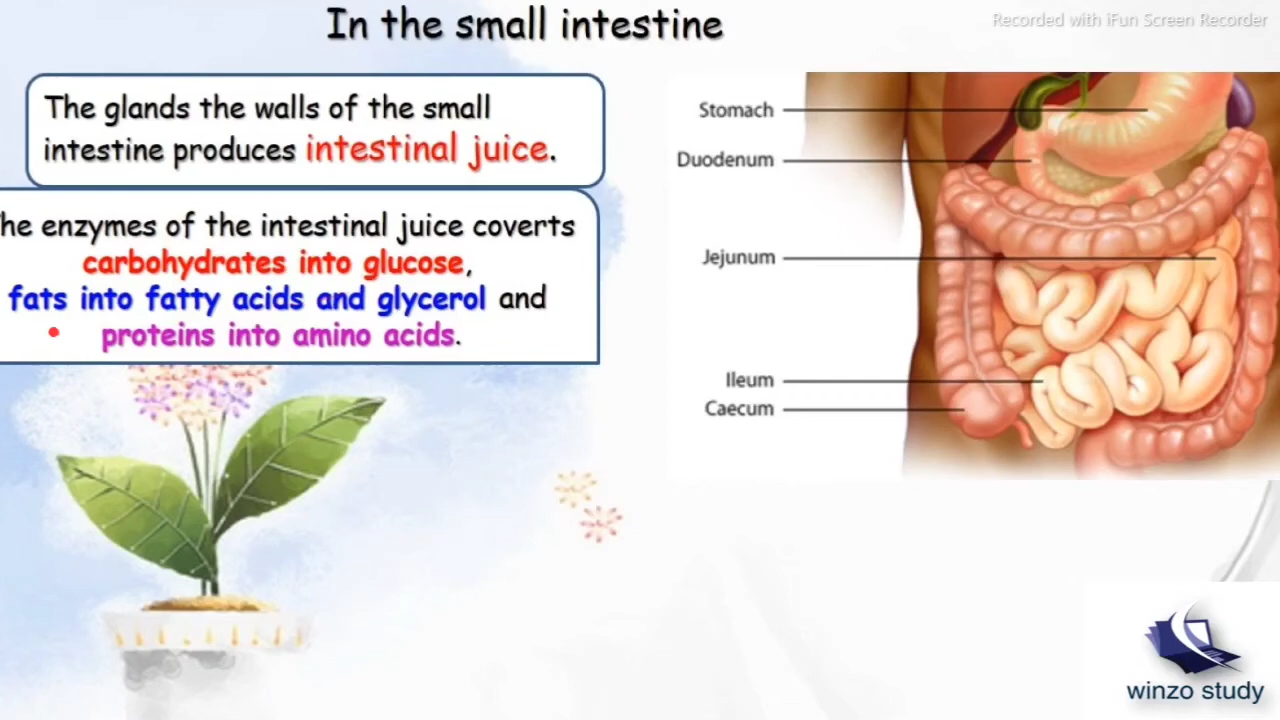 In the small intestine
Recorded with iFun Screen Recorder
The glands the walls of the small
intestine produces intestinal juice.
he enzymes of the intestinal juice coverts
carbohydrates into glucose,
fats into fatty acids and glycerol and
proteins into amino acids.
Stomach
Duodenum
Jejunum
Ileum
Caecum
winzo study